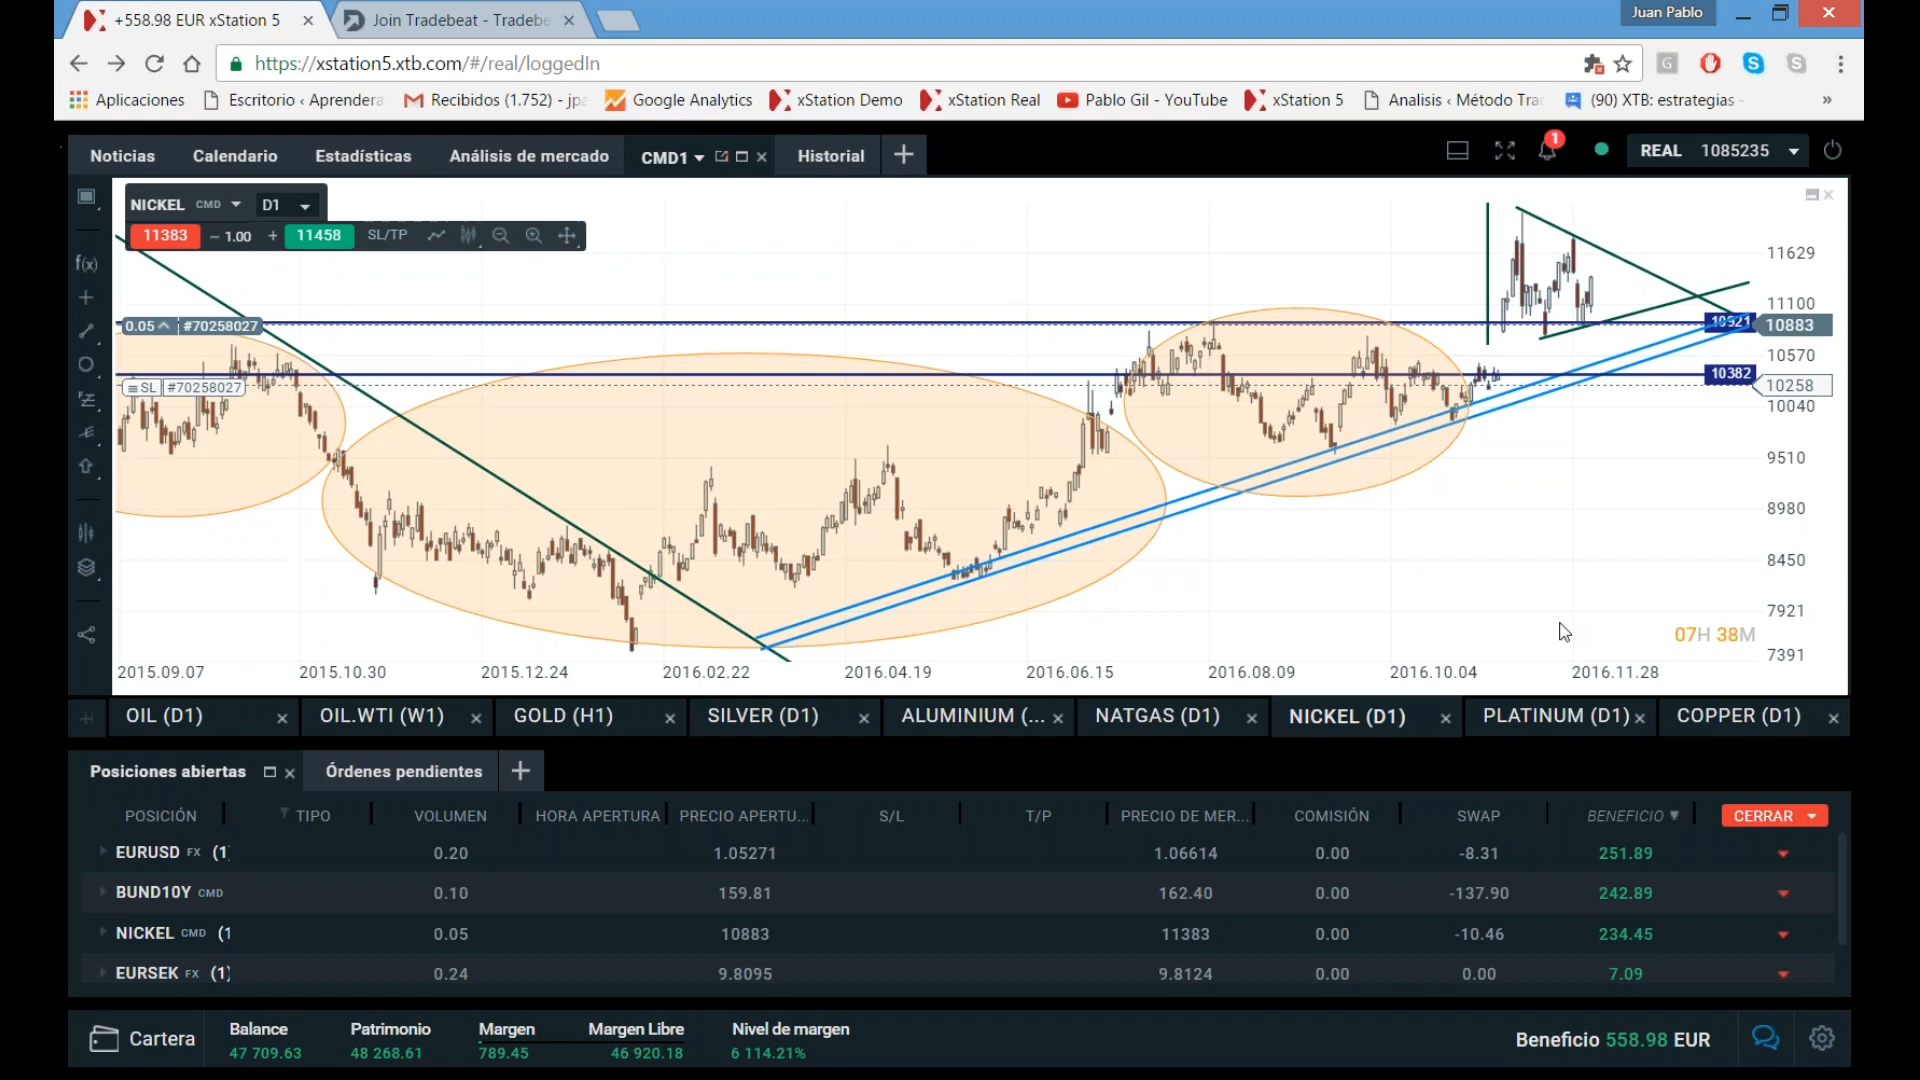 +558.98 EUR xStation 5
Join Tradebeat - Tradebe
Juan Pablo
https://xstation5.xtb.com/#/real/loggedIn
Aplicaciones
Escritorio ‹ Aprendera
Recibidos (1.752) - jpa
Google Analytics
xStation Demo
xStation Real
Pablo Gil - YouTube
xStation 5
Analisis ‹ Método Trad
(90) XTB: estrategias -
»
Noticias
Calendario
Estadísticas
Análisis de mercado
CMD1
Historial
1
REAL 1085235
NICKEL CMD
D1
11383
– 1.00 +
11458
SL/TP
f(x)
11629
11100
10921
10883
10570
10382
10258
10040
9510
8980
8450
7921
7391
0.05 #70258027
SL #70258027
07H 38M
2015.09.07
2015.10.30
2015.12.24
2016.02.22
2016.04.19
2016.06.15
2016.08.09
2016.10.04
2016.11.28
OIL (D1)
OIL.WTI (W1)
GOLD (H1)
SILVER (D1)
ALUMINIUM (...
NATGAS (D1)
NICKEL (D1)
PLATINUM (D1)
COPPER (D1)
Posiciones abiertas
Órdenes pendientes
POSICIÓN TIPO VOLUMEN HORA APERTURA PRECIO APERTU... S/L T/P PRECIO DE MER... COMISIÓN SWAP BENEFICIO CERRAR
EURUSD FX (1) 0.20 1.05271 1.06614 0.00 -8.31 251.89
BUND10Y CMD 0.10 159.81 162.40 0.00 -137.90 242.89
NICKEL CMD (1 0.05 10883 11383 0.00 -10.46 234.45
EURSEK FX (1) 0.24 9.8095 9.8124 0.00 0.00 7.09
Cartera
Balance Patrimonio Margen Margen Libre Nivel de margen
47 709.63 48 268.61 789.45 46 920.18 6 114.21%
Beneficio 558.98 EUR